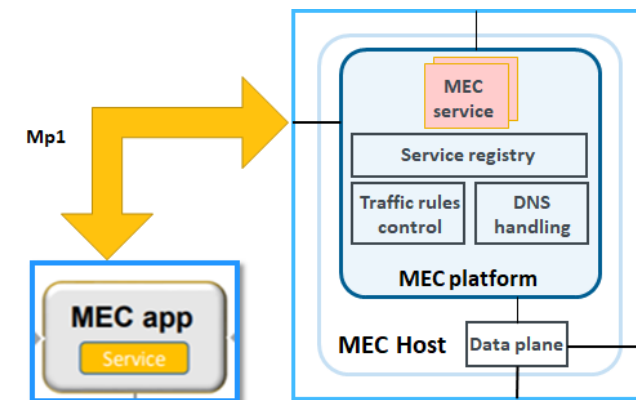 MEC
service
Mp1
Service registry
Traffic rules
control
DNS
handling
MEC platform
MEC app
Service
MEC Host
Data plane